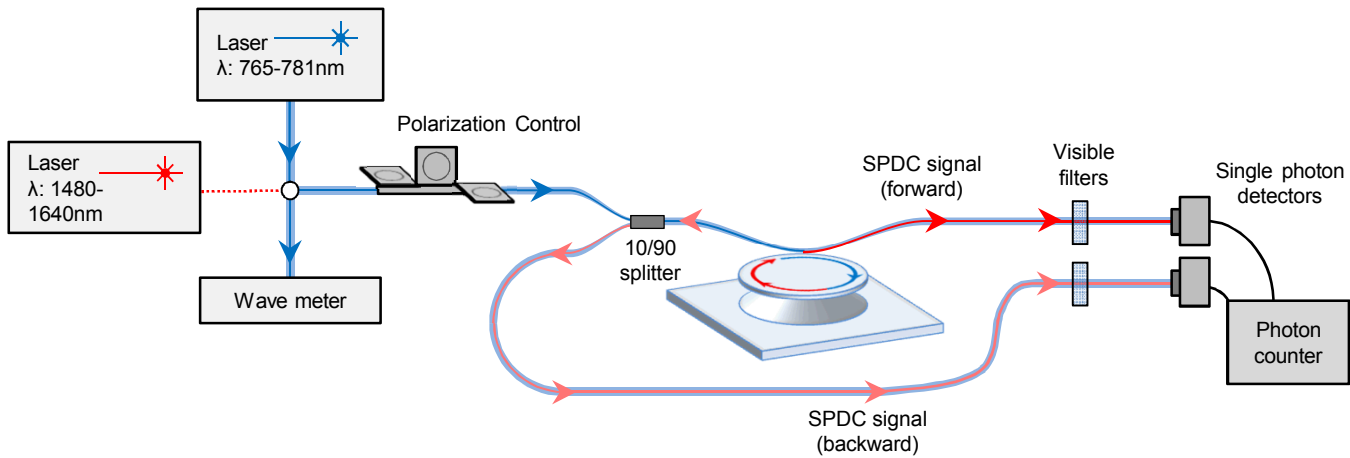 Laser
λ: 765-781nm
Laser
λ: 1480-
1640nm
Wave meter
Polarization Control
10/90
splitter
SPDC signal
(forward)
Visible
filters
Single photon
detectors
Photon
counter
SPDC signal
(backward)